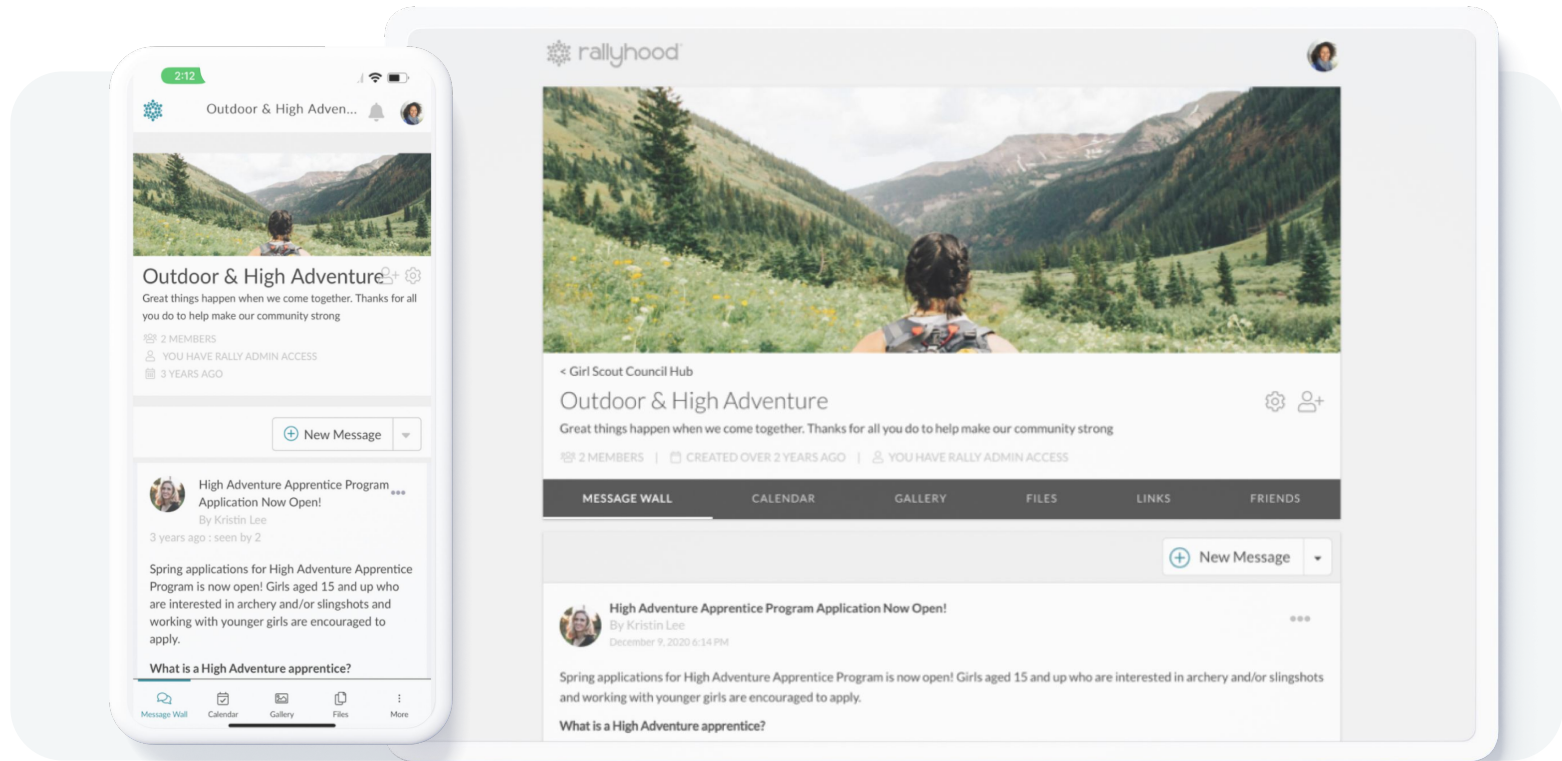 2:12
Outdoor & High Adven...
Outdoor & High Adventure
Great things happen when we come together. Thanks for all
you do to help make our community strong
2 MEMBERS
YOU HAVE RALLY ADMIN ACCESS
3 YEARS AGO
New Message
High Adventure Apprentice Program
Application Now Open!
By Kristin Lee
3 years ago : seen by 2
Spring applications for High Adventure Apprentice
Program is now open! Girls aged 15 and up who
are interested in archery and/or slingshots and
working with younger girls are encouraged to
apply.
What is a High Adventure apprentice?
Message Wall Calendar Gallery Files More
rallyhood
< Girl Scout Council Hub
Outdoor & High Adventure
Great things happen when we come together. Thanks for all you do to help make our community strong
2 MEMBERS | CREATED OVER 2 YEARS AGO | YOU HAVE RALLY ADMIN ACCESS
MESSAGE WALL CALENDAR GALLERY FILES LINKS FRIENDS
New Message
High Adventure Apprentice Program Application Now Open!
By Kristin Lee
December 9, 2020 6:14 PM
Spring applications for High Adventure Apprentice Program is now open! Girls aged 15 and up who are interested in archery and/or slingshots
and working with younger girls are encouraged to apply.
What is a High Adventure apprentice?